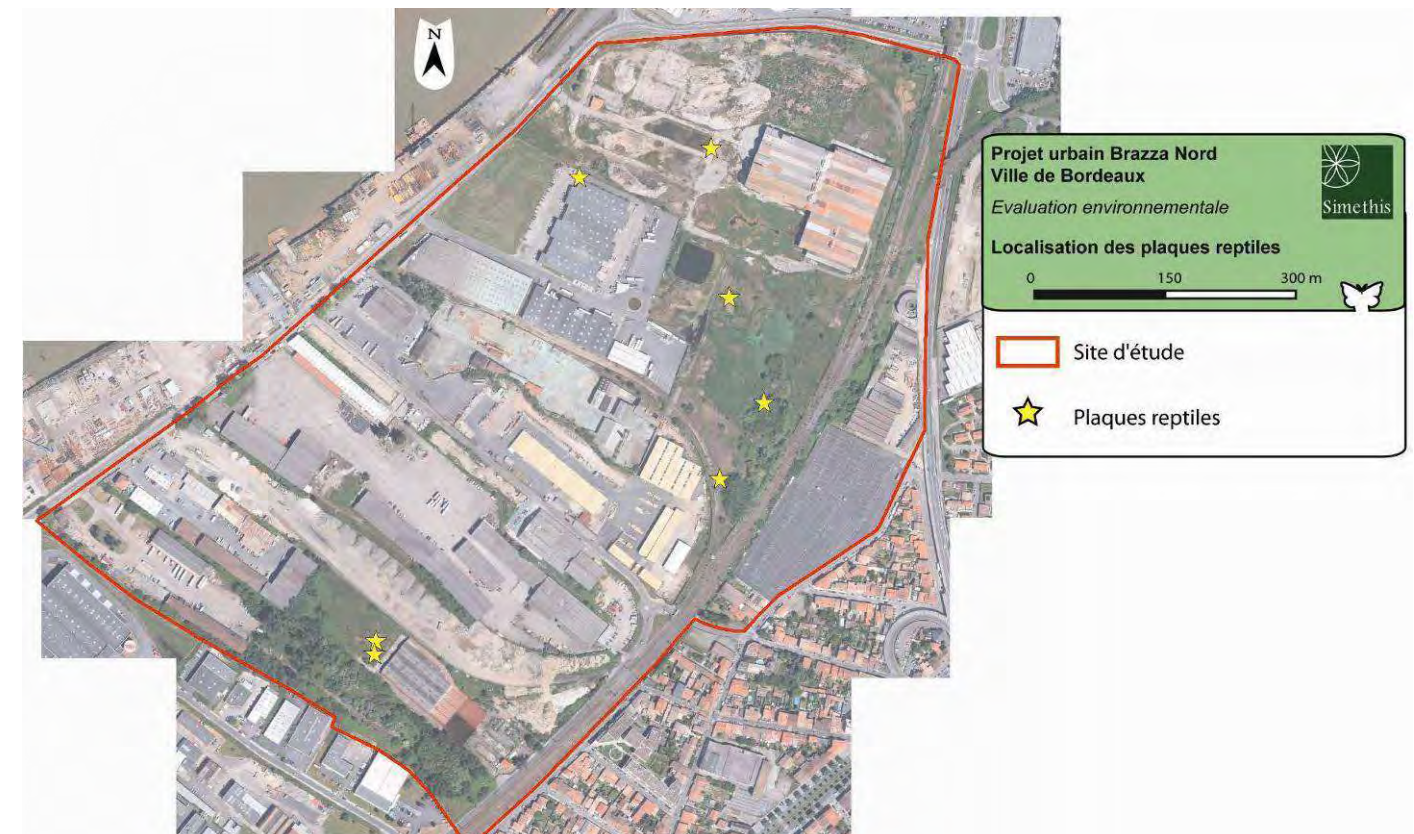 N
Projet urbain Brazza Nord
Ville de Bordeaux
Evaluation environnementale
Simethis
Localisation des plaques reptiles
0 150 300 m
Site d'étude
Plaques reptiles